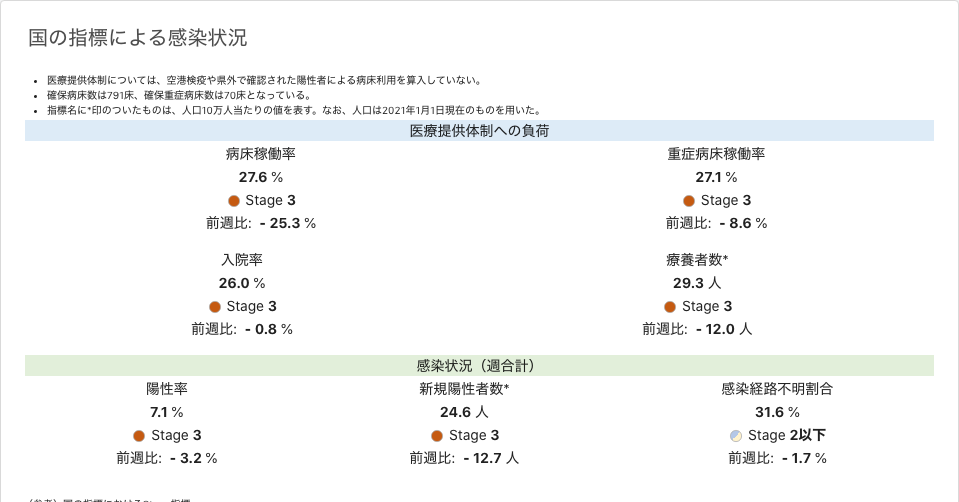 国の指標による感染状況
• 医療提供体制については、空港検疫や県外で確認された陽性者による病床利用を算入していない。
• 確保病床数は791床、確保重症病床数は70床となっている。
• 指標名に*印のついたものは、人口10万人当たりの値を表す。なお、人口は2021年1月1日現在のものを用いた。
医療提供体制への負荷
病床稼働率
27.6 %
Stage 3
前週比: - 25.3 %
重症病床稼働率
27.1 %
Stage 3
前週比: - 8.6 %
入院率
26.0 %
Stage 3
前週比: - 0.8 %
療養者数*
29.3 人
Stage 3
前週比: - 12.0 人
感染状況（週合計）
陽性率
7.1 %
Stage 3
前週比: - 3.2 %
新規陽性者数*
24.6 人
Stage 3
前週比: - 12.7 人
感染経路不明割合
31.6 %
Stage 2以下
前週比: - 1.7 %